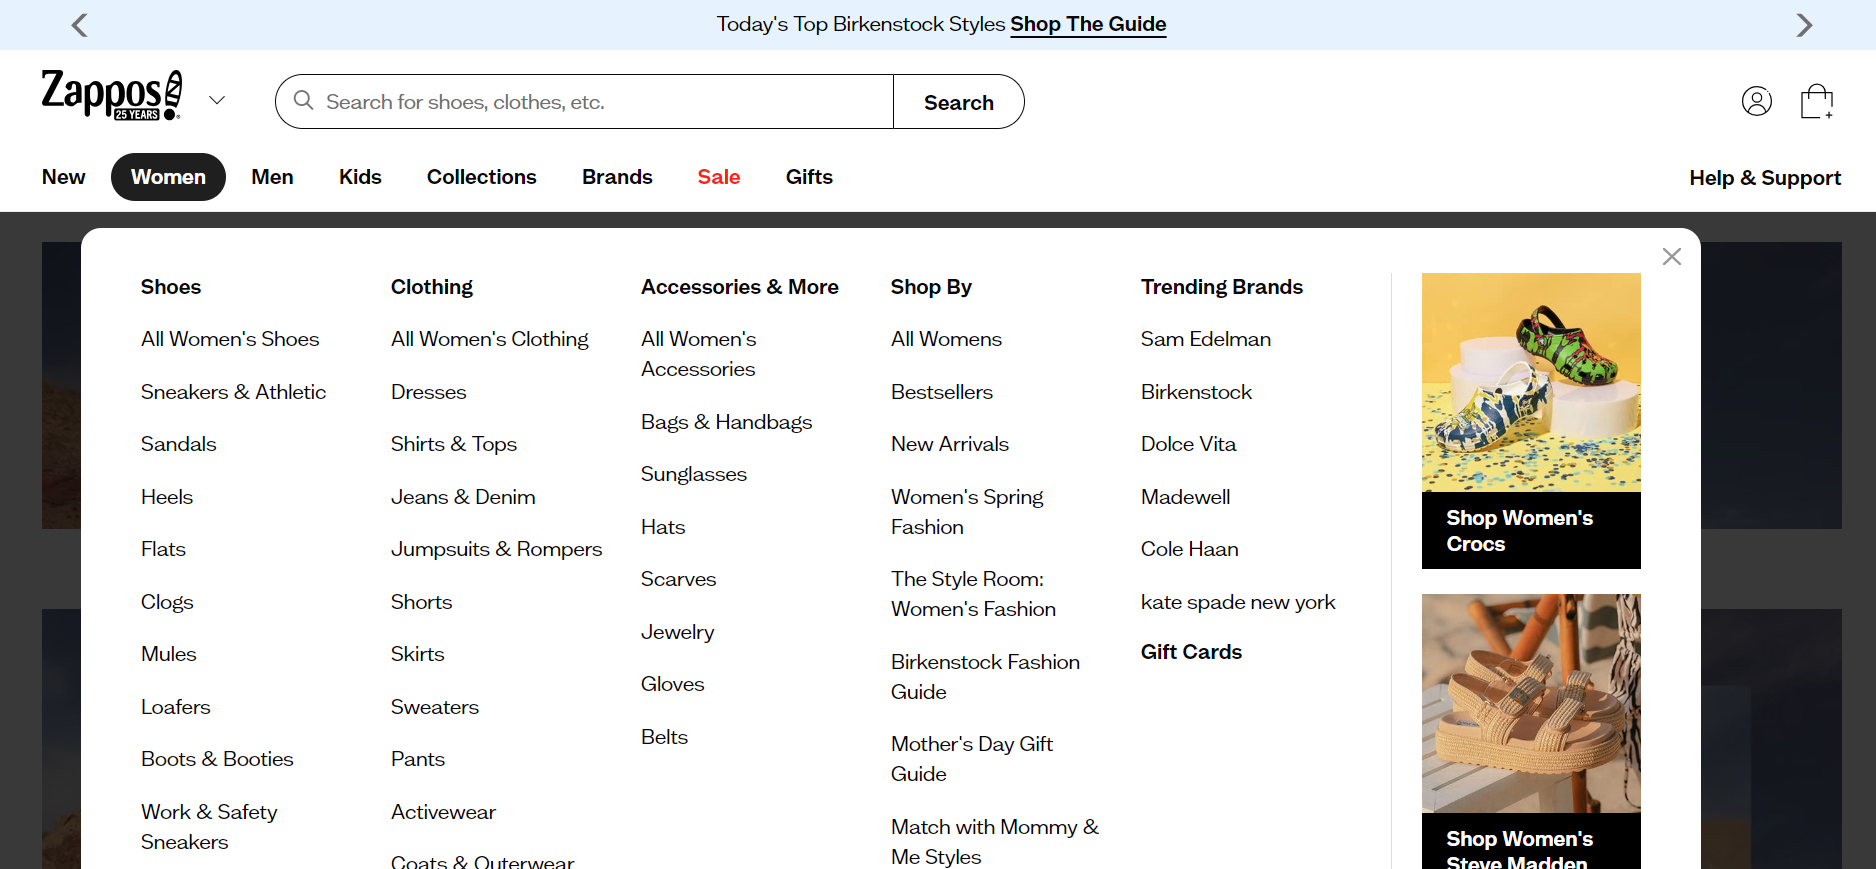 Today's Top Birkenstock Styles Shop The Guide
Zappos!
25 YEARS
Search for shoes, clothes, etc.
Search
New
Women
Men
Kids
Collections
Brands
Sale
Gifts
Help & Support
Shoes
All Women's Shoes
Sneakers & Athletic
Sandals
Heels
Flats
Clogs
Mules
Loafers
Boots & Booties
Work & Safety
Sneakers
Clothing
All Women's Clothing
Dresses
Shirts & Tops
Jeans & Denim
Jumpsuits & Rompers
Shorts
Skirts
Sweaters
Pants
Activewear
Coats & Outerwear
Accessories & More
All Women's
Accessories
Bags & Handbags
Sunglasses
Hats
Scarves
Jewelry
Gloves
Belts
Shop By
All Womens
Bestsellers
New Arrivals
Women's Spring
Fashion
The Style Room:
Women's Fashion
Birkenstock Fashion
Guide
Mother's Day Gift
Guide
Match with Mommy &
Me Styles
Trending Brands
Sam Edelman
Birkenstock
Dolce Vita
Madewell
Cole Haan
kate spade new york
Gift Cards
Shop Women's
Crocs
Shop Women's
Steve Madden